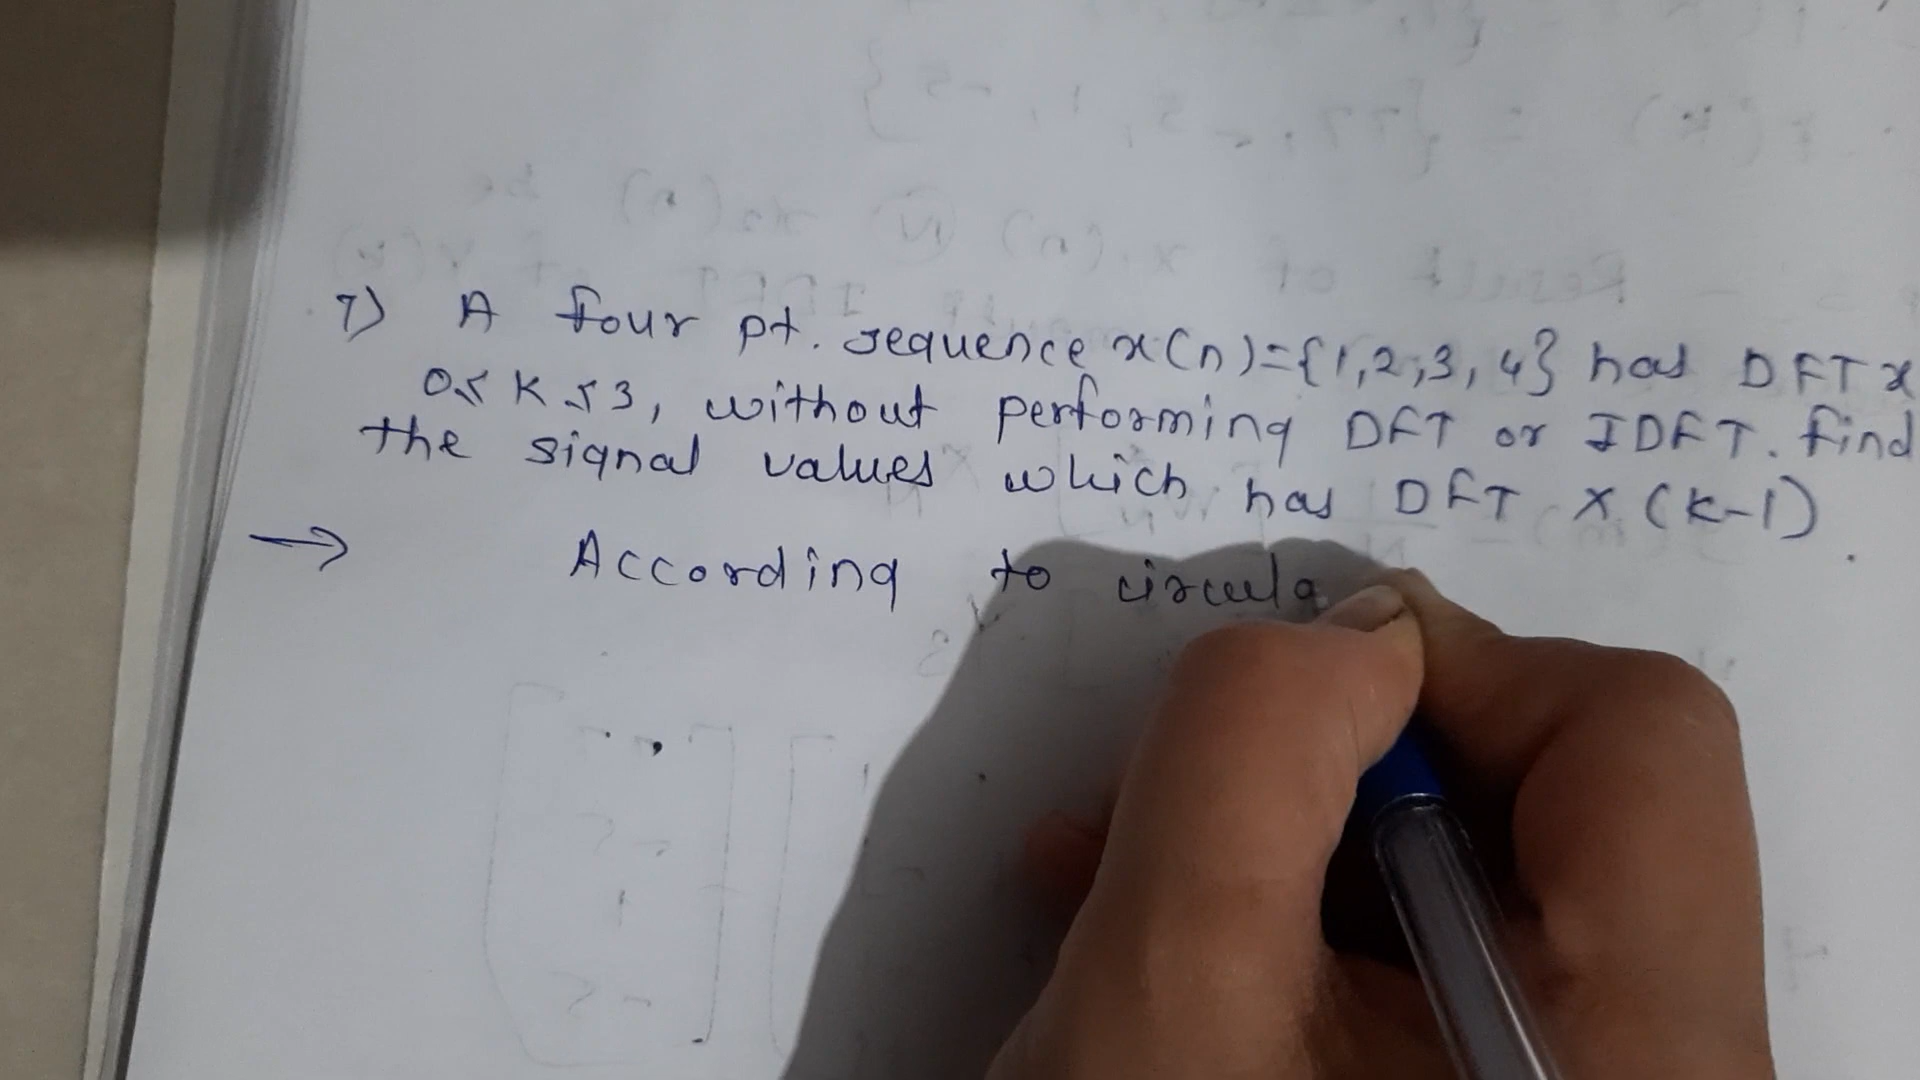 7) A four pt. sequence x(n)={1,2,3,4} has DFT x
0≤K≤3, without performing DFT or IDFT. find
the signal values which has DFT X(k-1).
→ According to circula